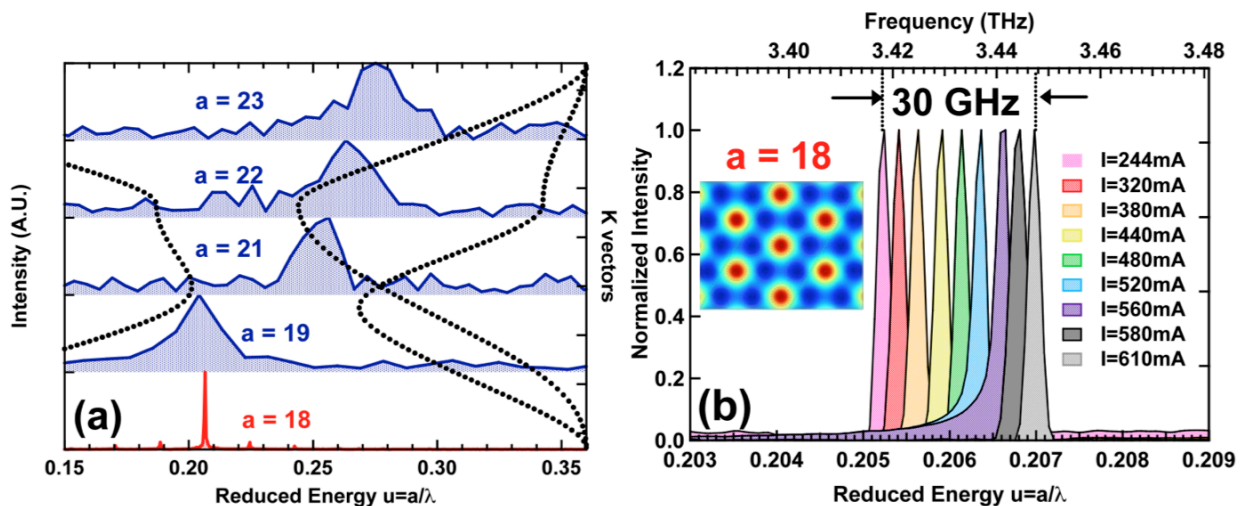 Intensity (A.U.)
a = 23
a = 22
a = 21
a = 19
a = 18
(a)
0.15
0.20
0.25
0.30
0.35
Reduced Energy u=a/λ
K vectors
Frequency (THz)
3.40
3.42
3.44
3.46
3.48
Normalized Intensity
1.2
1.0
0.8
0.6
0.4
0.2
0.0
30 GHz
a = 18
I=244mA
I=320mA
I=380mA
I=440mA
I=480mA
I=520mA
I=560mA
I=580mA
I=610mA
(b)
0.203
0.204
0.205
0.206
0.207
0.208
0.209
Reduced Energy u=a/λ